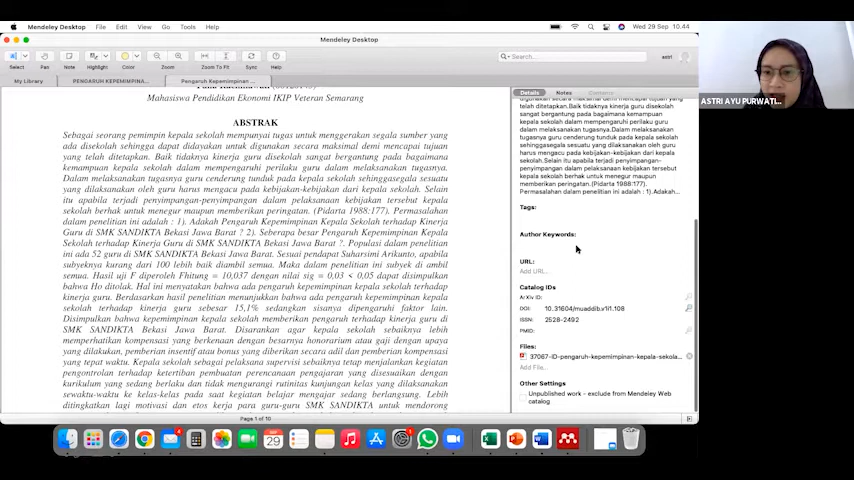 Mendeley Desktop File Edit View Go Tools Help
Wed 29 Sep 10.44
Mendeley Desktop
Search...
astri
Select Pan Note Highlight Color Zoom Zoom To Fit Sync Help
My Library PENGARUH KEPEMIMPINA... Pengaruh Kepemimpinan ...
Mahasiswa Pendidikan Ekonomi IKIP Veteran Semarang
ABSTRAK
Sebagai seorang pemimpin kepala sekolah mempunyai tugas untuk menggerakan segala sumber yang
ada disekolah sehingga dapat didayakan untuk digunakan secara maksimal demi mencapai tujuan
yang telah ditetapkan. Baik tidaknya kinerja guru disekolah sangat bergantung pada bagaimana
kemampuan kepala sekolah dalam mempengaruhi perilaku guru dalam melaksanakan tugasnya.
Dalam melaksanakan tugasnya guru cenderung tunduk pada kepala sekolah sehinggasegala sesuatu
yang dilaksanakan oleh guru harus mengacu pada kebijakan-kebijakan dari kepala sekolah. Selain
itu apabila terjadi penyimpangan-penyimpangan dalam pelaksanaan kebijakan tersebut kepala
sekolah berhak untuk menegur maupun memberikan peringatan. (Pidarta 1988:177). Permasalahan
dalam penelitian ini adalah : 1). Adakah Pengaruh Kepemimpinan Kepala Sekolah terhadap Kinerja
Guru di SMK SANDIKTA Bekasi Jawa Barat ? 2). Seberapa besar Pengaruh Kepemimpinan Kepala
Sekolah terhadap Kinerja Guru di SMK SANDIKTA Bekasi Jawa Barat ?. Populasi dalam penelitian
ini ada 52 guru di SMK SANDIKTA Bekasi Jawa Barat. Sesuai pendapat Suharsimi Arikunto, apabila
subyeknya kurang dari 100 lebih baik diambil semua. Maka dalam penelitian ini subyek di ambil
semua. Hasil uji F diperoleh Fhitung = 10,037 dengan nilai sig = 0,03 < 0,05 dapat disimpulkan
bahwa Ho ditolak. Hal ini menyatakan bahwa ada pengaruh kepemimpinan kepala sekolah terhadap
kinerja guru. Berdasarkan hasil penelitian menunjukkan bahwa ada pengaruh kepemimpinan kepala
sekolah terhadap kinerja guru sebesar 15,1% sedangkan sisanya dipengaruhi faktor lain.
Disimpulkan bahwa kepemimpinan kepala sekolah memberikan pengaruh terhadap kinerja guru di
SMK SANDIKTA Bekasi Jawa Barat. Disarankan agar kepala sekolah sebaiknya lebih
memperhatikan kompensasi yang berkenaan dengan besarnya honorarium atau gaji dengan upaya
yang dilakukan, pemberian insentif atau bonus yang diberikan secara adil dan pemberian kompensasi
yang tepat waktu. Kepala sekolah sebagai pelaksana supervisi sebaiknya tetap menjalankan kegiatan
pengontrolan terhadap ketertiban pembuatan perencanaan pengajaran yang disesuaikan dengan
kurikulum yang sedang berlaku dan tidak mengurangi rutinitas kunjungan kelas yang dilaksanakan
sewaktu-waktu ke kelas-kelas pada saat kegiatan belajar mengajar sedang berlangsung. Lebih
ditingkatkan lagi motivasi dan etos kerja para guru-guru SMK SANDIKTA untuk mendorong
Page 1 of 10
Details Notes Contents
digunakan secara maksimal demi mencapai tujuan
yang telah ditetapkan. Baik tidaknya kinerja guru
disekolah sangat bergantung pada bagaimana
kemampuan kepala sekolah dalam
mempengaruhi perilaku guru dalam
melaksanakan tugasnya.Dalam melaksanakan
tugasnya guru cenderung tunduk pada kepala
sekolah sehinggasegala sesuatu yang
dilaksanakan oleh guru harus mengacu pada
kebijakan-kebijakan dari kepala sekolah.
Selain itu apabila terjadi penyimpangan-
penyimpangan dalam pelaksanaan kebijakan
tersebut kepala sekolah berhak untuk menegur
maupun memberikan peringatan.(Pidarta 1988:177).
Permasalahan dalam penelitian ini adalah : 1).Adakah...
Tags:
Author Keywords:
URL:
Add URL...
Catalog IDs
ArXiv ID:
DOI: 10.31604/muaddib.v1i1.108
ISSN: 2528-2492
PMID:
Files:
37067-ID-pengaruh-kepemimpinan-kepala-sekola...
Add File...
Other Settings
Unpublished work - exclude from Mendeley Web
catalog
ASTRI AYU PURWATI...